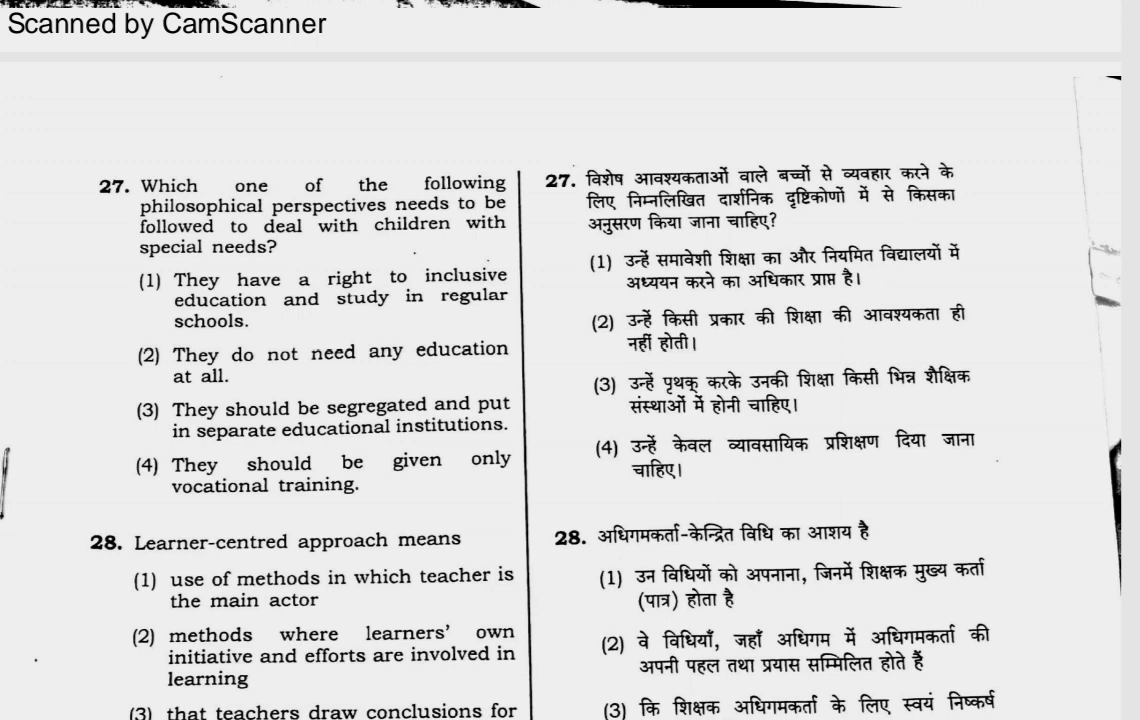 Scanned by CamScanner
27. Which one of the following
philosophical perspectives needs to be
followed to deal with children with
special needs?
(1) They have a right to inclusive
education and study in regular
schools.
(2) They do not need any education
at all.
(3) They should be segregated and put
in separate educational institutions.
(4) They should be given only
vocational training.
28. Learner-centred approach means
(1) use of methods in which teacher is
the main actor
(2) methods where learners' own
initiative and efforts are involved in
learning
(3) that teachers draw conclusions for
27. विशेष आवश्यकताओं वाले बच्चों से व्यवहार करने के
लिए निम्नलिखित दार्शनिक दृष्टिकोणों में से किसका
अनुसरण किया जाना चाहिए?
(1) उन्हें समावेशी शिक्षा का और नियमित विद्यालयों में
अध्ययन करने का अधिकार प्राप्त है।
(2) उन्हें किसी प्रकार की शिक्षा की आवश्यकता ही
नहीं होती।
(3) उन्हें पृथक् करके उनकी शिक्षा किसी भिन्न शैक्षिक
संस्थाओं में होनी चाहिए।
(4) उन्हें केवल व्यावसायिक प्रशिक्षण दिया जाना
चाहिए।
28. अधिगमकर्ता-केन्द्रित विधि का आशय है
(1) उन विधियों को अपनाना, जिनमें शिक्षक मुख्य कर्ता
(पात्र) होता है
(2) वे विधियाँ, जहाँ अधिगम में अधिगमकर्ता की
अपनी पहल तथा प्रयास सम्मिलित होते हैं
(3) कि शिक्षक अधिगमकर्ता के लिए स्वयं निष्कर्ष